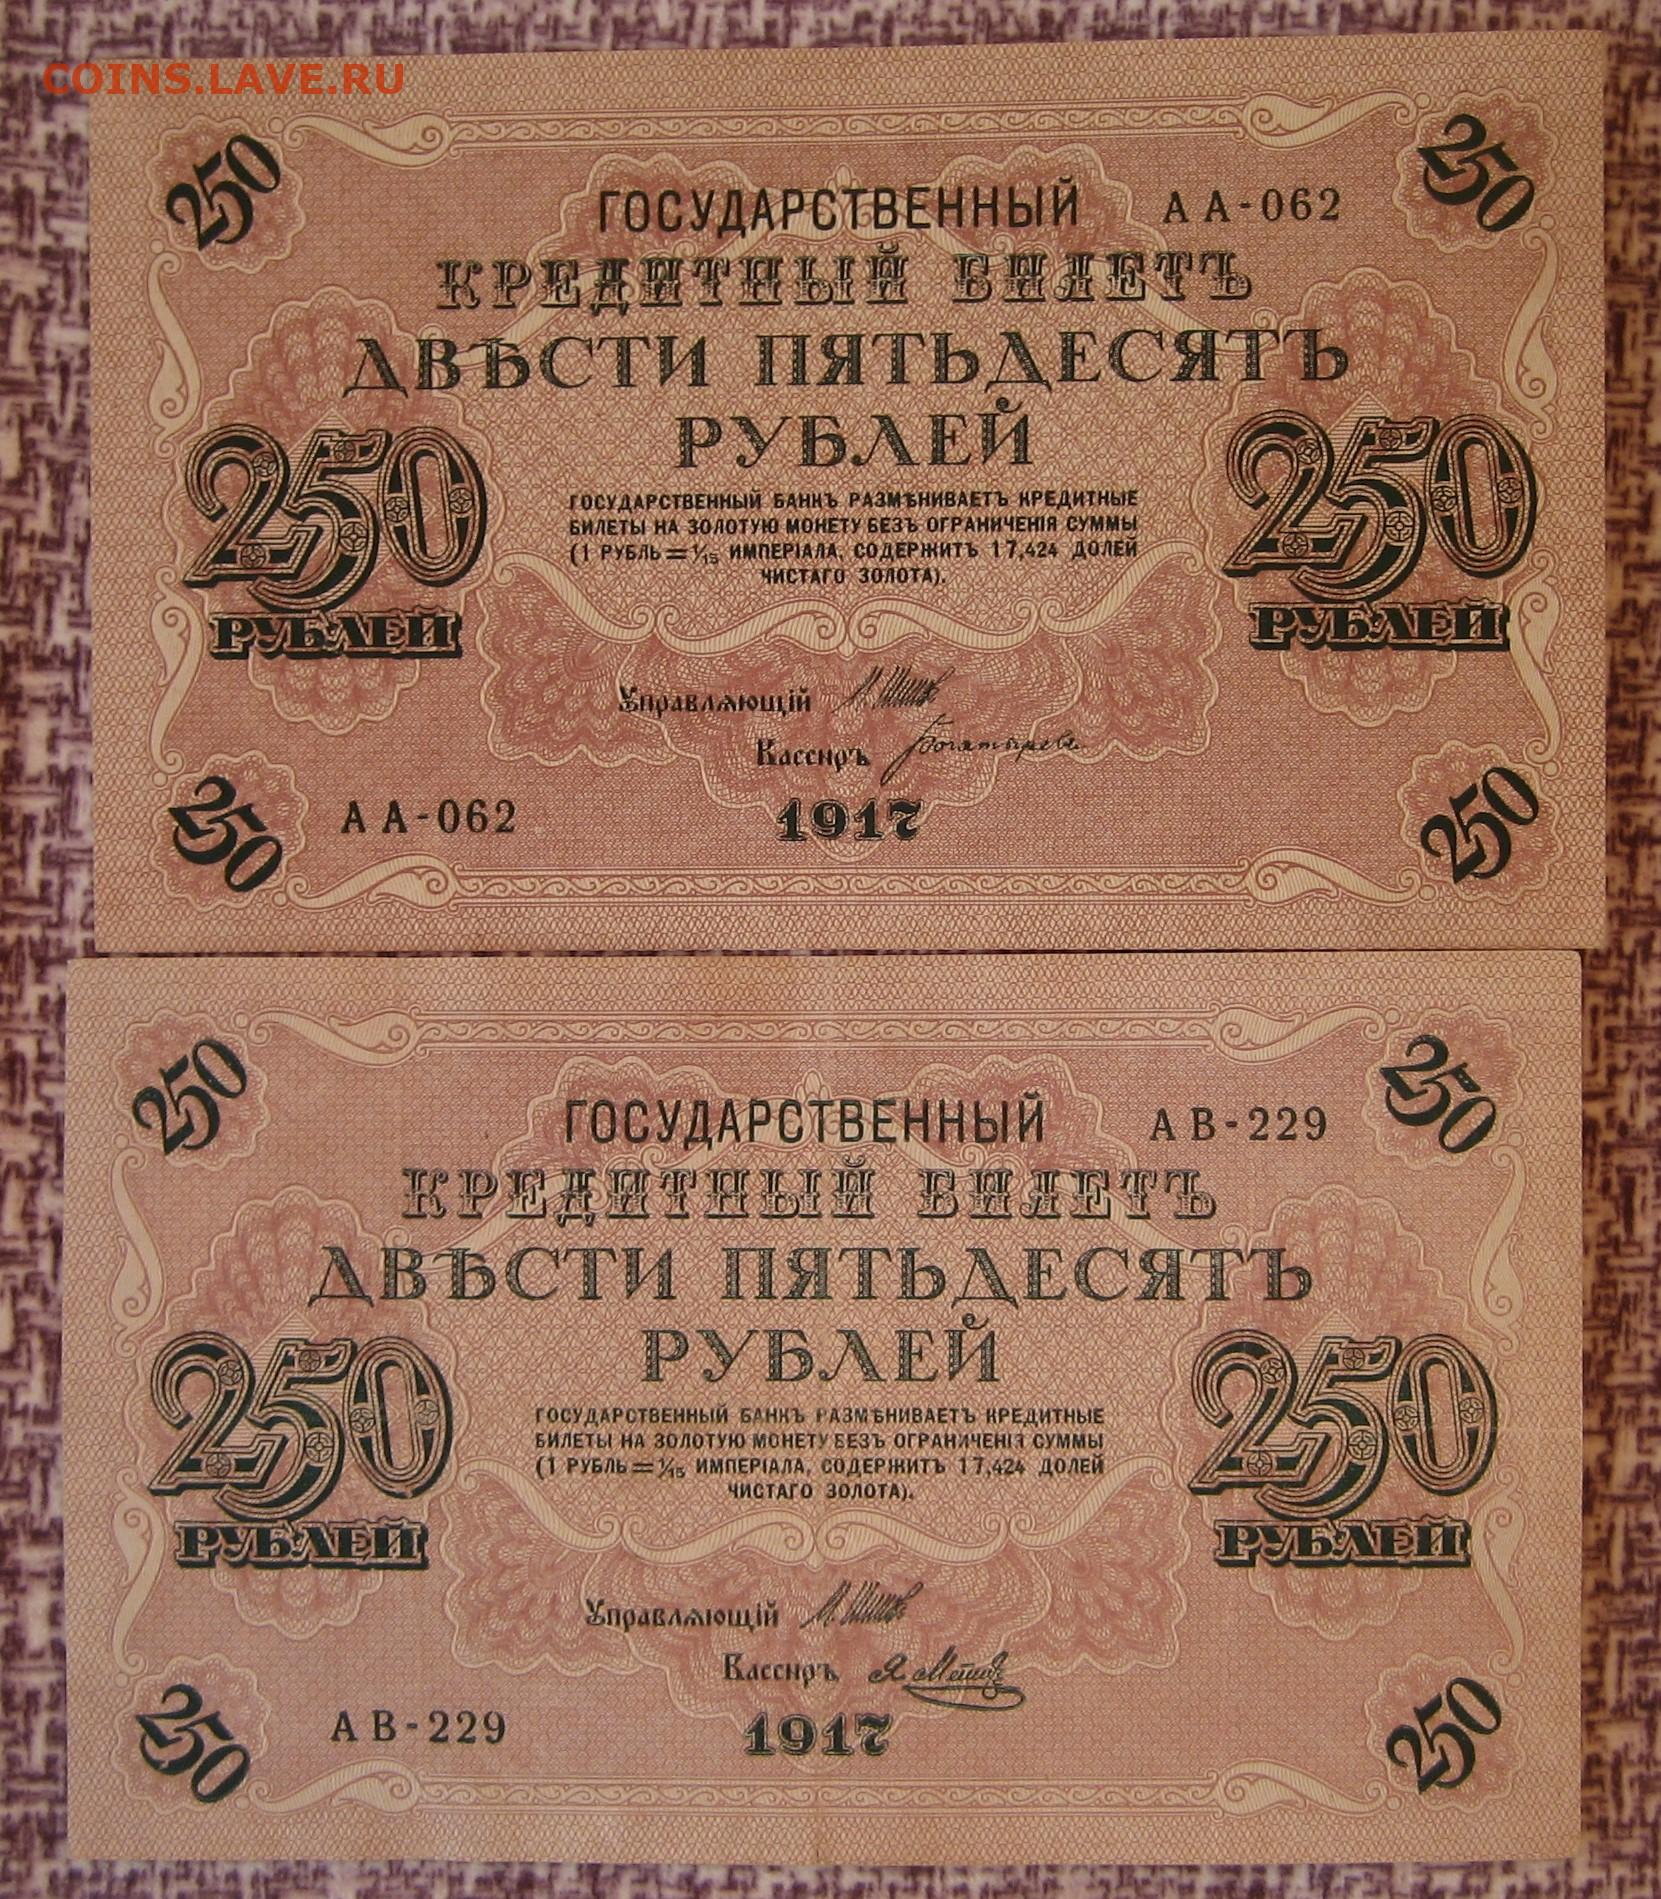 COINS.LAVE.RU
250 250
ГОСУДАРСТВЕННЫЙ АА-062
КРЕДИТНЫЙ БИЛЕТЪ
ДВѢСТИ ПЯТЬДЕСЯТЪ
РУБЛЕЙ
250 250
РУБЛЕЙ РУБЛЕЙ
ГОСУДАРСТВЕННЫЙ БАНКЪ РАЗМѢНИВАЕТЪ КРЕДИТНЫЕ
БИЛЕТЫ НА ЗОЛОТУЮ МОНЕТУ БЕЗЪ ОГРАНИЧЕНІЯ СУММЫ
(1 РУБЛЬ = 1/15 ИМПЕРІАЛА, СОДЕРЖИТЪ 17,424 ДОЛЕЙ
ЧИСТАГО ЗОЛОТА).
Управляющій И. Шипов
Кассиръ Богатырев
АА-062 1917
250 250
250 250
ГОСУДАРСТВЕННЫЙ АВ-229
КРЕДИТНЫЙ БИЛЕТЪ
ДВѢСТИ ПЯТЬДЕСЯТЪ
РУБЛЕЙ
250 250
РУБЛЕЙ РУБЛЕЙ
ГОСУДАРСТВЕННЫЙ БАНКЪ РАЗМѢНИВАЕТЪ КРЕДИТНЫЕ
БИЛЕТЫ НА ЗОЛОТУЮ МОНЕТУ БЕЗЪ ОГРАНИЧЕНІЯ СУММЫ
(1 РУБЛЬ = 1/15 ИМПЕРІАЛА, СОДЕРЖИТЪ 17,424 ДОЛЕЙ
ЧИСТАГО ЗОЛОТА).
Управляющій И. Шипов
Кассиръ Я. Метц
АВ-229 1917
250 250